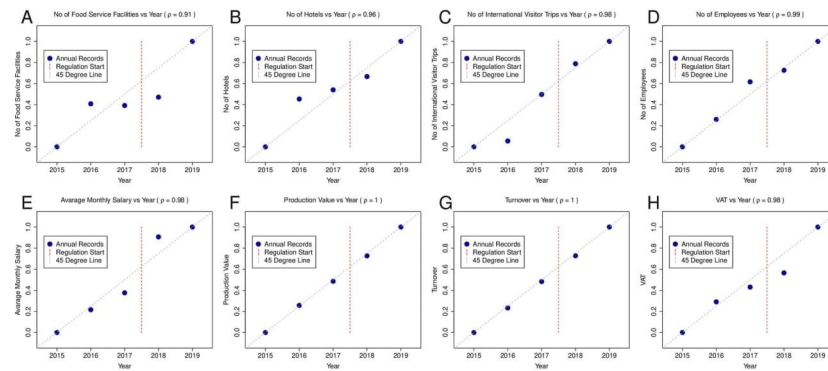 A
No of Food Service Facilities vs Year ( ρ = 0.91 )
No of Food Service Facilities
1.0
0.8
0.6
0.4
0.2
0.0
Annual Records
Regulation Start
45 Degree Line
2015 2016 2017 2018 2019
Year
B
No of Hotels vs Year ( ρ = 0.96 )
No of Hotels
1.0
0.8
0.6
0.4
0.2
0.0
Annual Records
Regulation Start
45 Degree Line
2015 2016 2017 2018 2019
Year
C
No of International Visitor Trips vs Year ( ρ = 0.98 )
No of International Visitor Trips
1.0
0.8
0.6
0.4
0.2
0.0
Annual Records
Regulation Start
45 Degree Line
2015 2016 2017 2018 2019
Year
D
No of Employees vs Year ( ρ = 0.99 )
No of Employees
1.0
0.8
0.6
0.4
0.2
0.0
Annual Records
Regulation Start
45 Degree Line
2015 2016 2017 2018 2019
Year
E
Avarage Monthly Salary vs Year ( ρ = 0.98 )
Avarage Monthly Salary
1.0
0.8
0.6
0.4
0.2
0.0
Annual Records
Regulation Start
45 Degree Line
2015 2016 2017 2018 2019
Year
F
Production Value vs Year ( ρ = 1 )
Production Value
1.0
0.8
0.6
0.4
0.2
0.0
Annual Records
Regulation Start
45 Degree Line
2015 2016 2017 2018 2019
Year
G
Turnover vs Year ( ρ = 1 )
Turnover
1.0
0.8
0.6
0.4
0.2
0.0
Annual Records
Regulation Start
45 Degree Line
2015 2016 2017 2018 2019
Year
H
VAT vs Year ( ρ = 0.98 )
VAT
1.0
0.8
0.6
0.4
0.2
0.0
Annual Records
Regulation Start
45 Degree Line
2015 2016 2017 2018 2019
Year